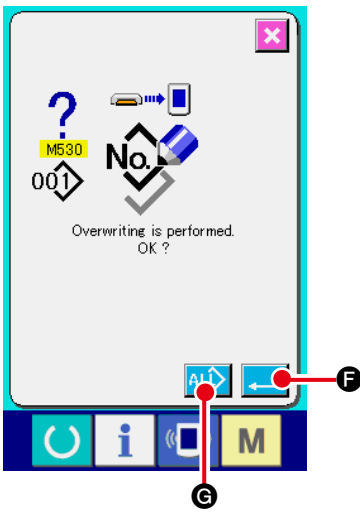 ?
M530
No.
001
Overwriting is performed.
OK ?
ALL
F
G
i
M